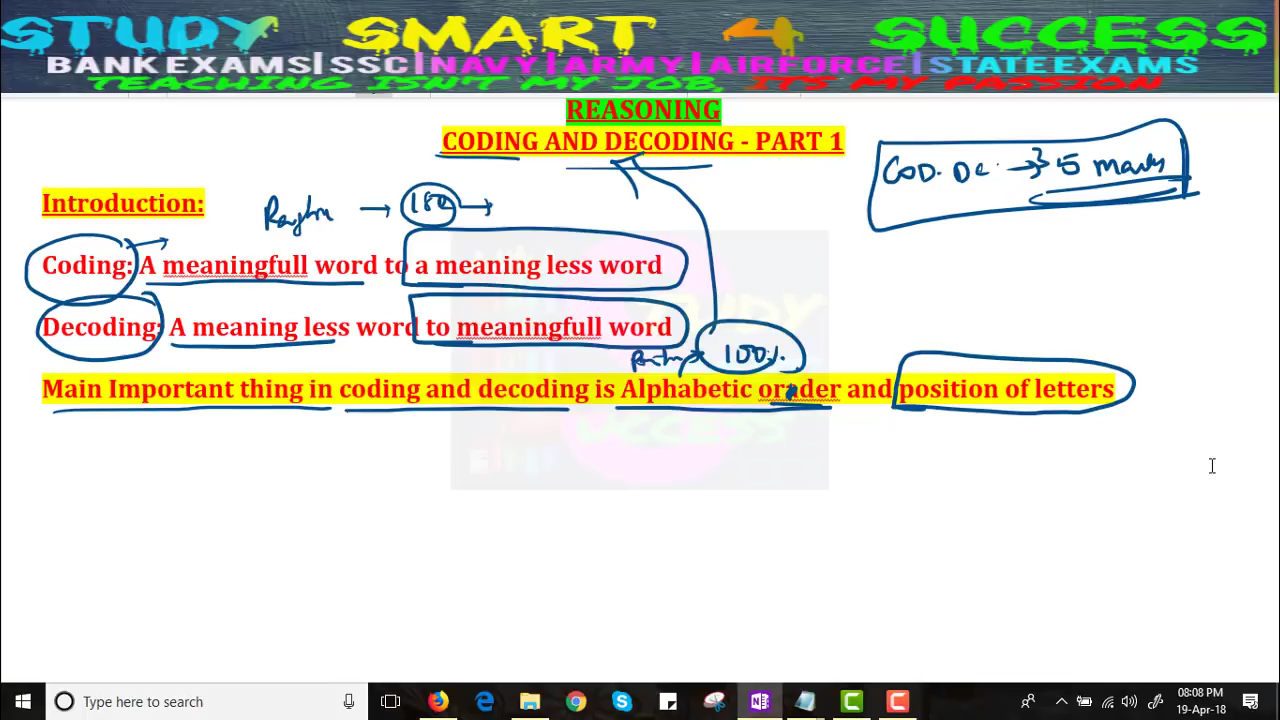 STUDY SMART 4 SUCCESS
BANK EXAMS|SSC|NAVY|ARMY|AIRFORCE|STATE EXAMS
TEACHING ISN'T MY JOB, IT'S MY PASSION
REASONING
CODING AND DECODING - PART 1
COD. De → 5 Marks
Introduction:
Coding: A meaningfull word to a meaning less word
Decoding: A meaning less word to meaningfull word
100%
Main Important thing in coding and decoding is Alphabetic orader and position of letters
Type here to search
08:08 PM
19-Apr-18